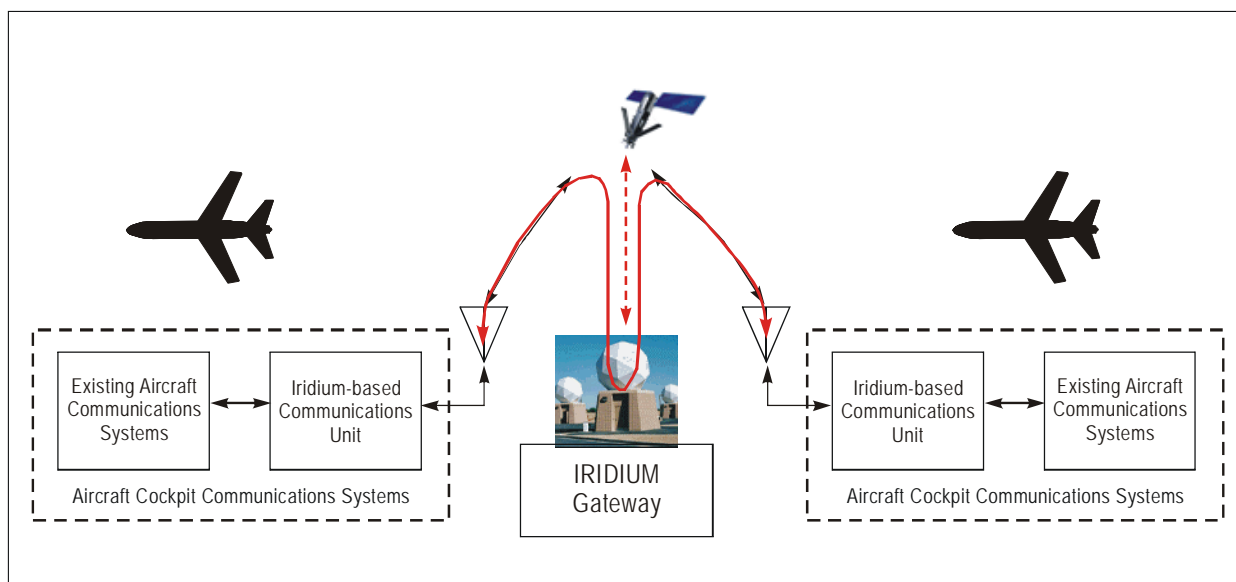 Existing Aircraft
Communications
Systems
Iridium-based
Communications
Unit
Aircraft Cockpit Communications Systems
IRIDIUM
Gateway
Iridium-based
Communications
Unit
Existing Aircraft
Communications
Systems
Aircraft Cockpit Communications Systems